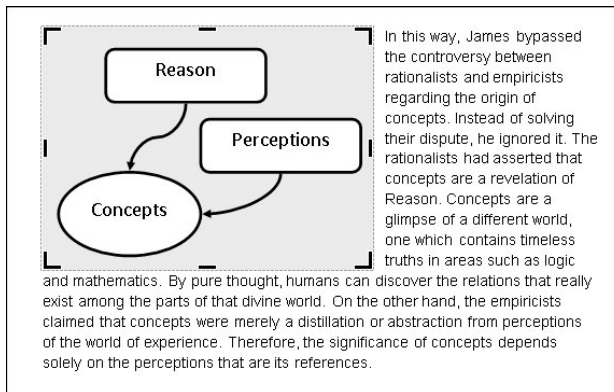 Reason
Perceptions
Concepts
In this way, James bypassed
the controversy between
rationalists and empiricists
regarding the origin of
concepts. Instead of solving
their dispute, he ignored it. The
rationalists had asserted that
concepts are a revelation of
Reason. Concepts are a
glimpse of a different world,
one which contains timeless
truths in areas such as logic
and mathematics. By pure thought, humans can discover the relations that really
exist among the parts of that divine world. On the other hand, the empiricists
claimed that concepts were merely a distillation or abstraction from perceptions
of the world of experience. Therefore, the significance of concepts depends
solely on the perceptions that are its references.